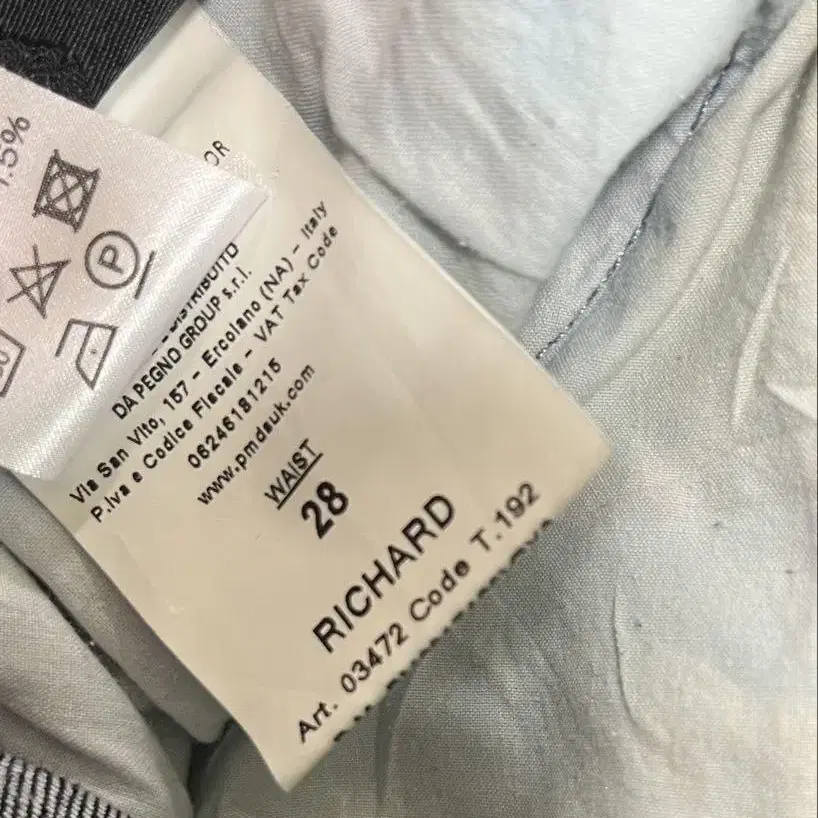 DA PEGNO GROUP s.r.l.
Via San Vito, 157 - Ercolano (NA) - Italy
P.Iva e Codice Fiscale - VAT Tax Code
06246181215
www.pmdsuk.com
WAIST
28
RICHARD
Art. 03472 Code T.192
P